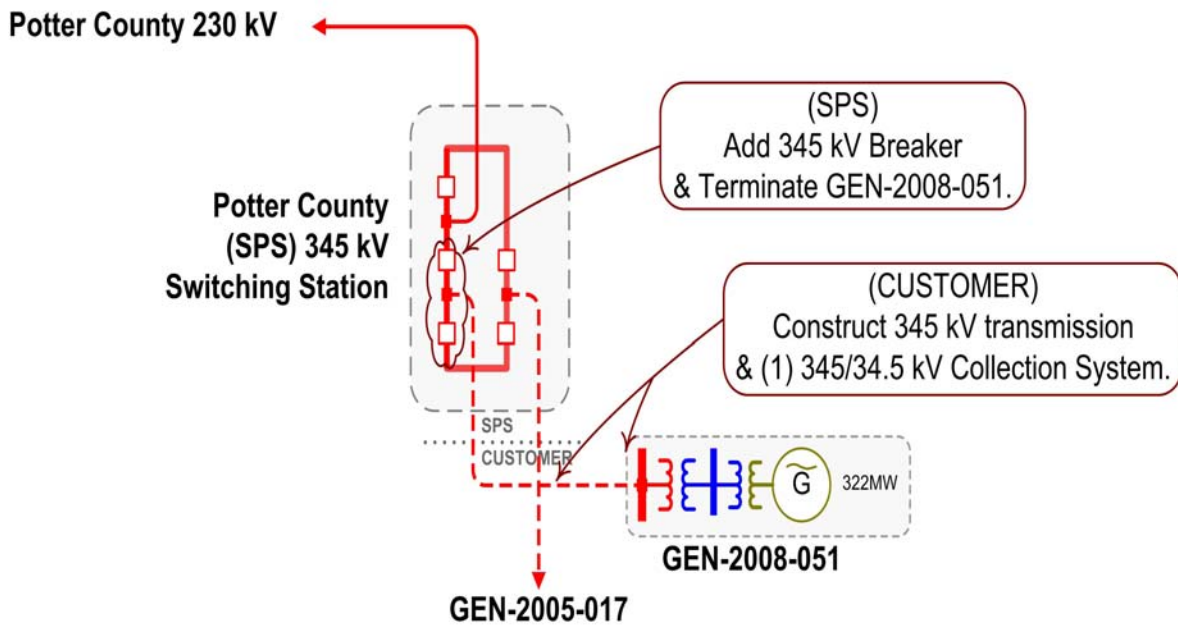 Potter County 230 kV
(SPS)
Add 345 kV Breaker
& Terminate GEN-2008-051.
Potter County
(SPS) 345 kV
Switching Station
(CUSTOMER)
Construct 345 kV transmission
& (1) 345/34.5 kV Collection System.
SPS
CUSTOMER
G
322MW
GEN-2008-051
GEN-2005-017